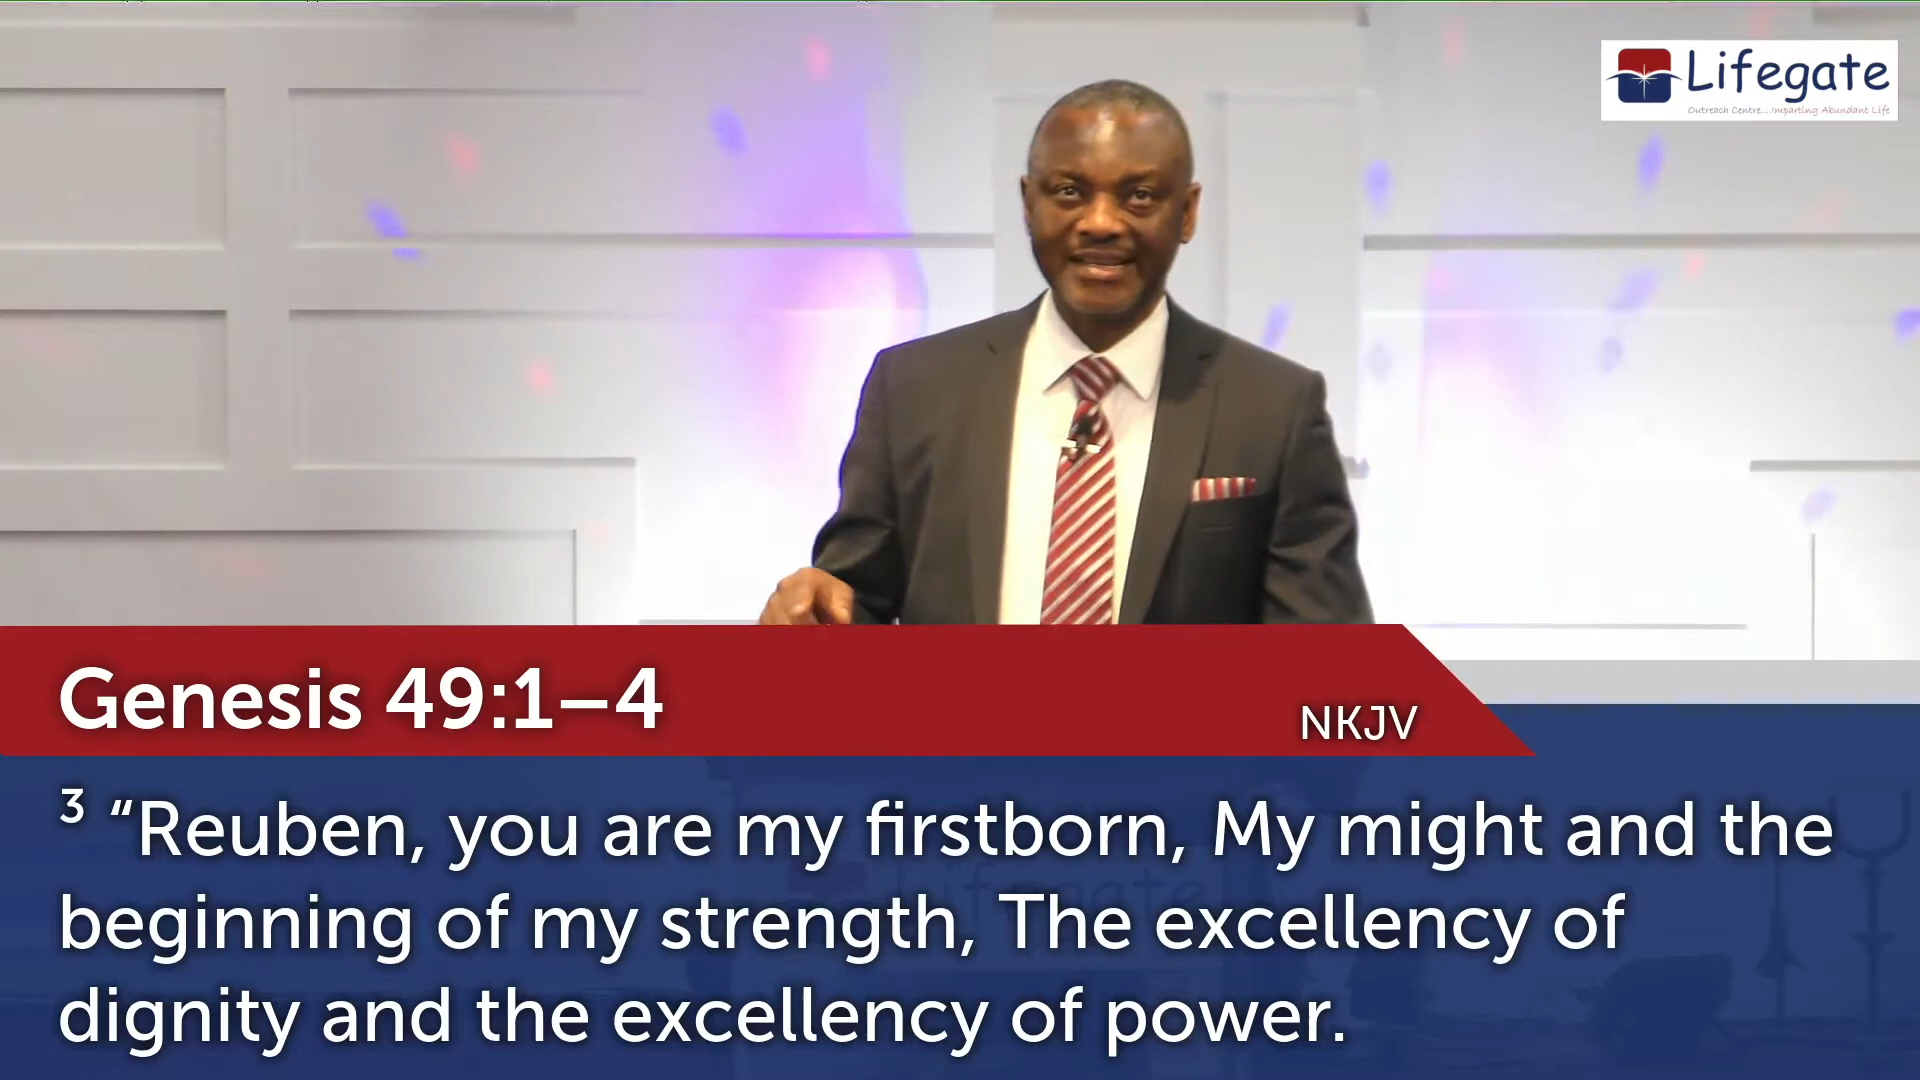 Lifegate
Outreach Centre....Imparting Abundant Life
Genesis 49:1–4
NKJV
3 “Reuben, you are my firstborn, My might and the
beginning of my strength, The excellency of
dignity and the excellency of power.